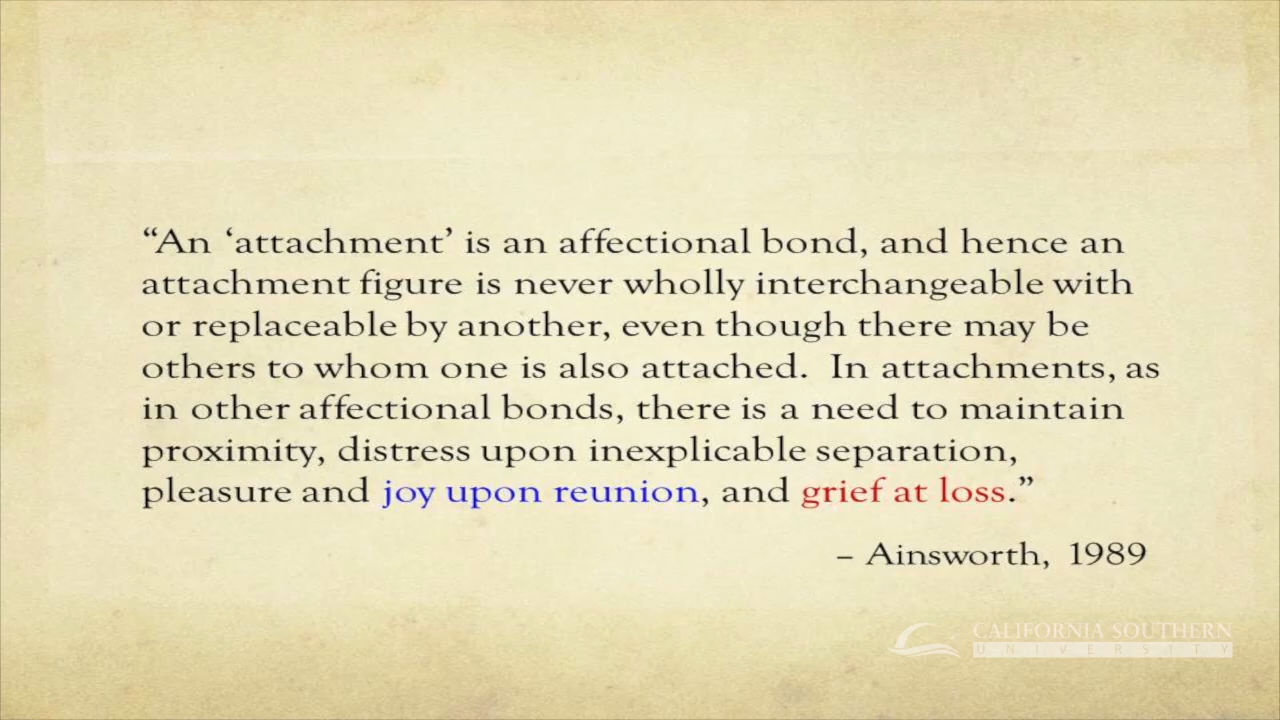 “An ‘attachment’ is an affectional bond, and hence an
attachment figure is never wholly interchangeable with
or replaceable by another, even though there may be
others to whom one is also attached.  In attachments, as
in other affectional bonds, there is a need to maintain
proximity, distress upon inexplicable separation,
pleasure and joy upon reunion, and grief at loss.”
– Ainsworth, 1989
CALIFORNIA SOUTHERN
UNIVERSITY